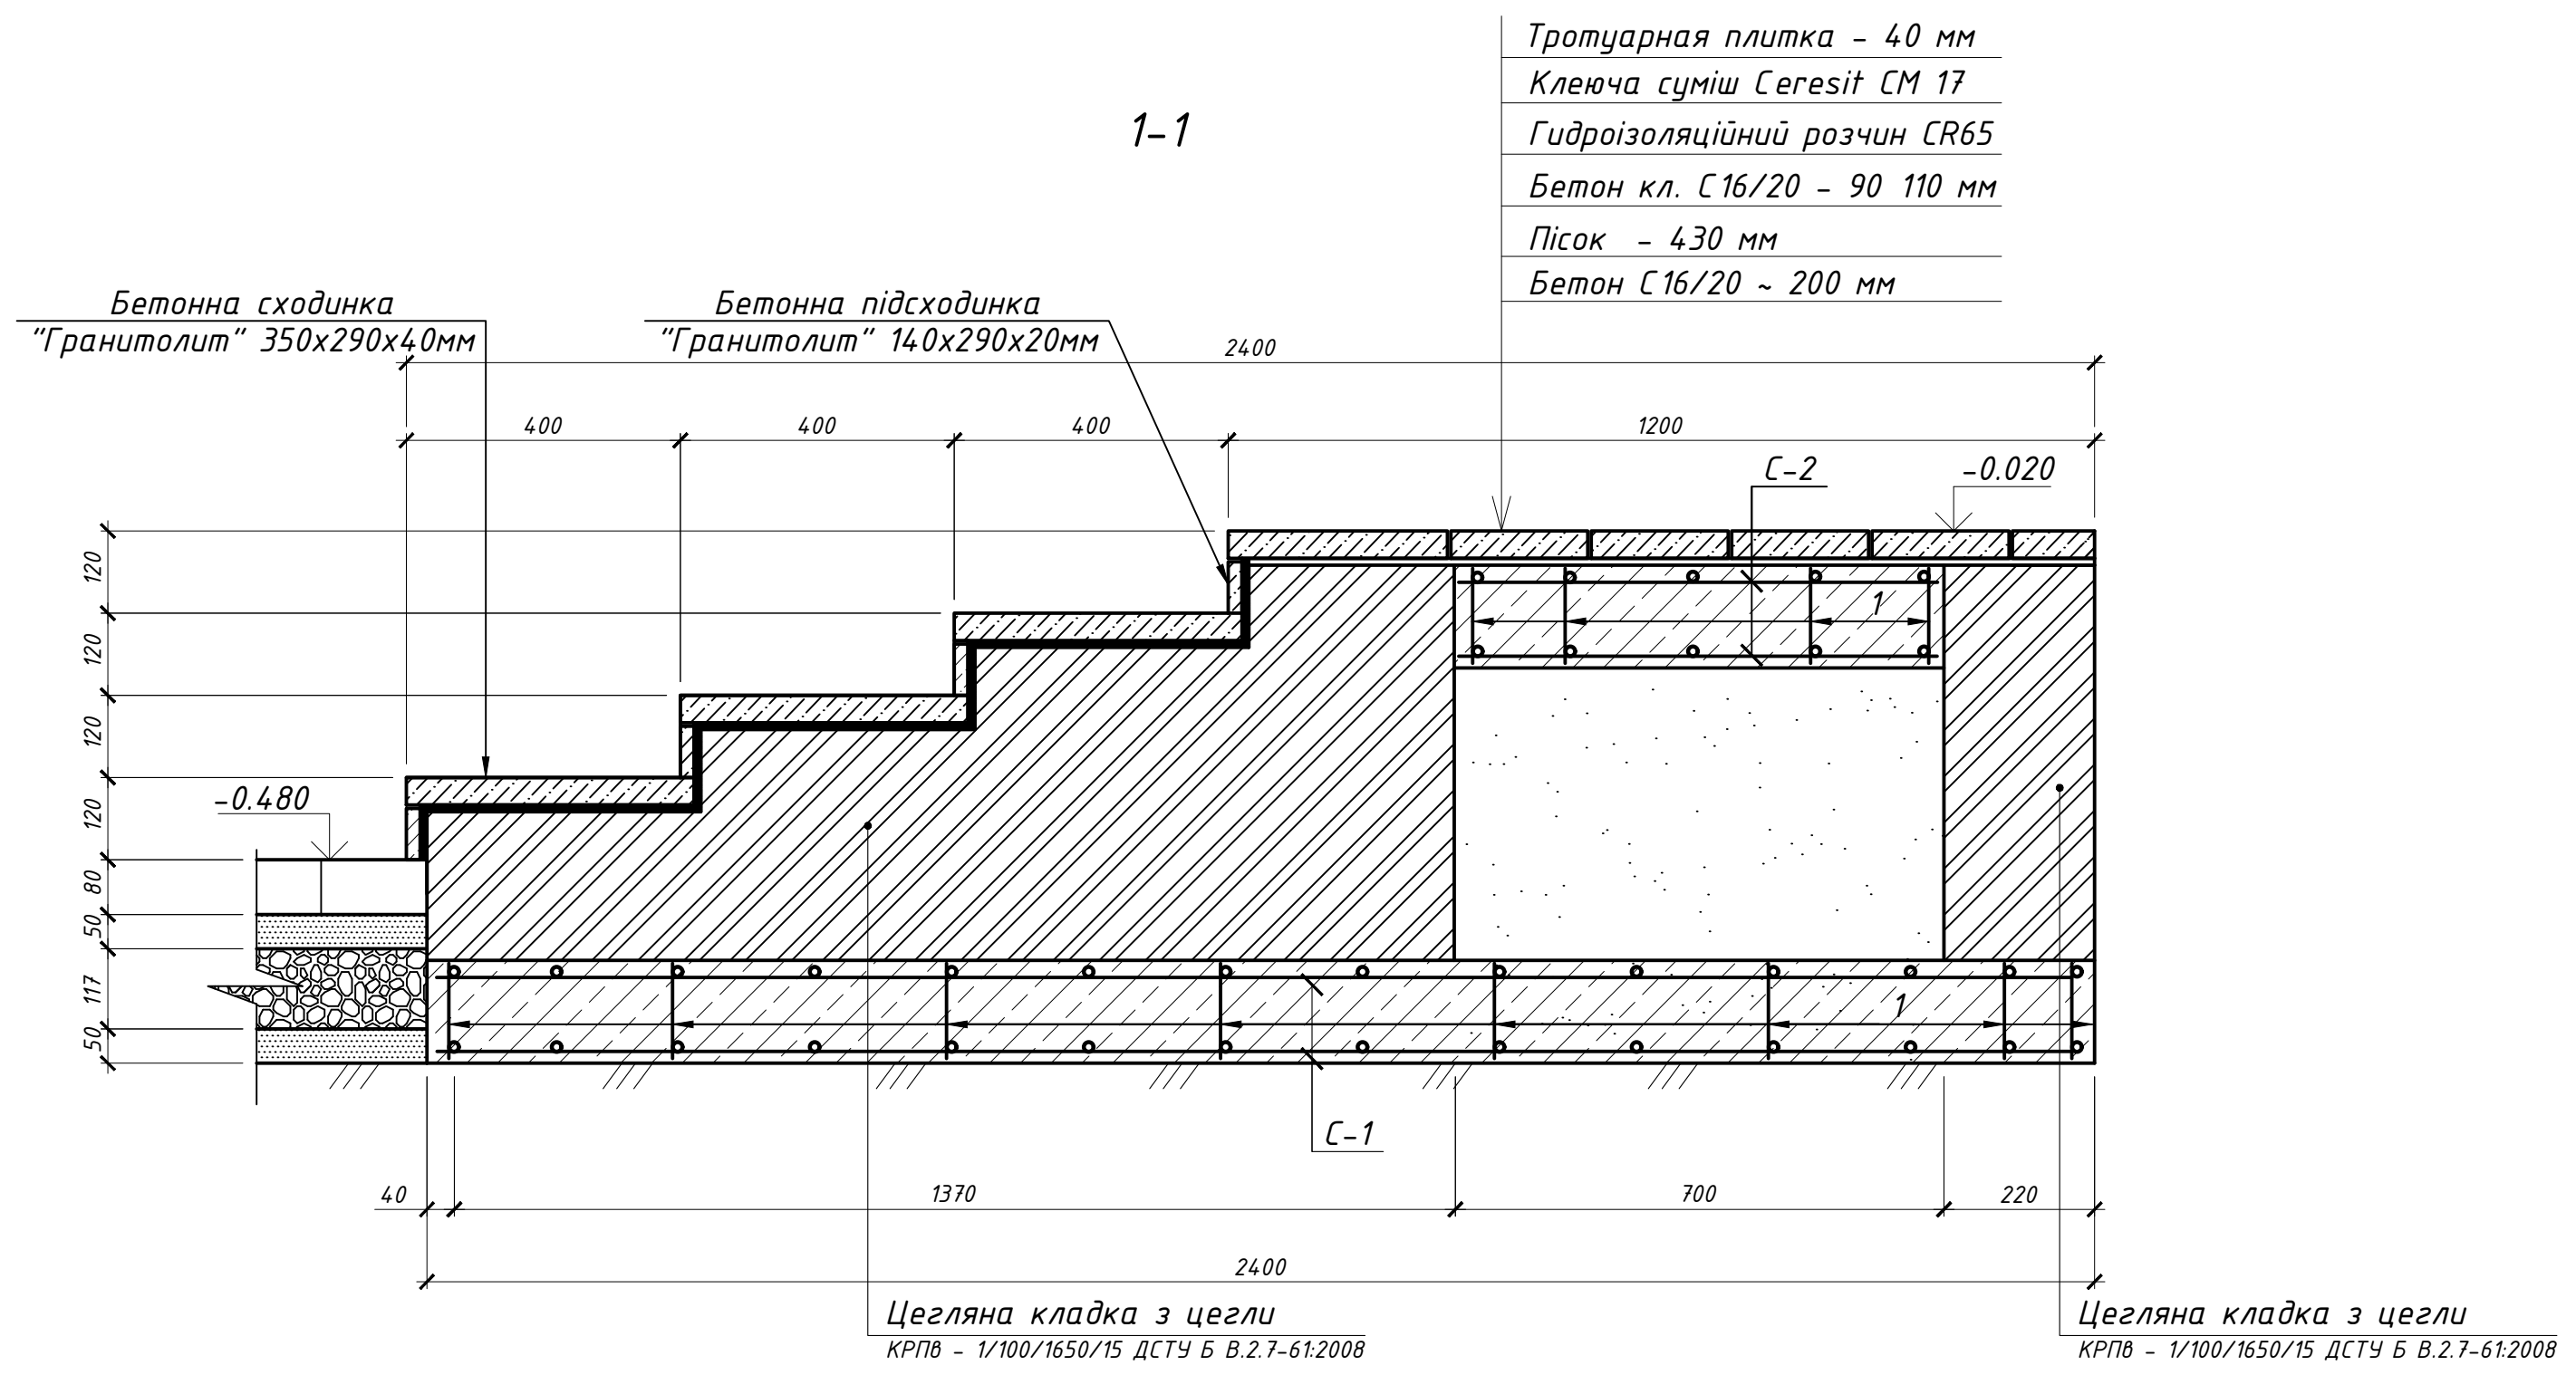 Тротуарная плитка - 40 мм
Клеюча суміш Ceresit CM 17
1-1
Гидроізоляційний розчин CR65
Бетон кл. С16/20 - 90 110 мм
Пісок - 430 мм
Бетон С16/20 ~ 200 мм
Бетонна сходинка
"Гранитолит" 350х290х40мм
Бетонна підсходинка
"Гранитолит" 140х290х20мм
2400
400
400
400
1200
С-2
-0.020
120
120
120
120
80
50
117
50
-0.480
1
1
С-1
40
1370
700
220
2400
Цегляна кладка з цегли
КРПв - 1/100/1650/15 ДСТУ Б В.2.7-61:2008
Цегляна кладка з цегли
КРПв - 1/100/1650/15 ДСТУ Б В.2.7-61:2008